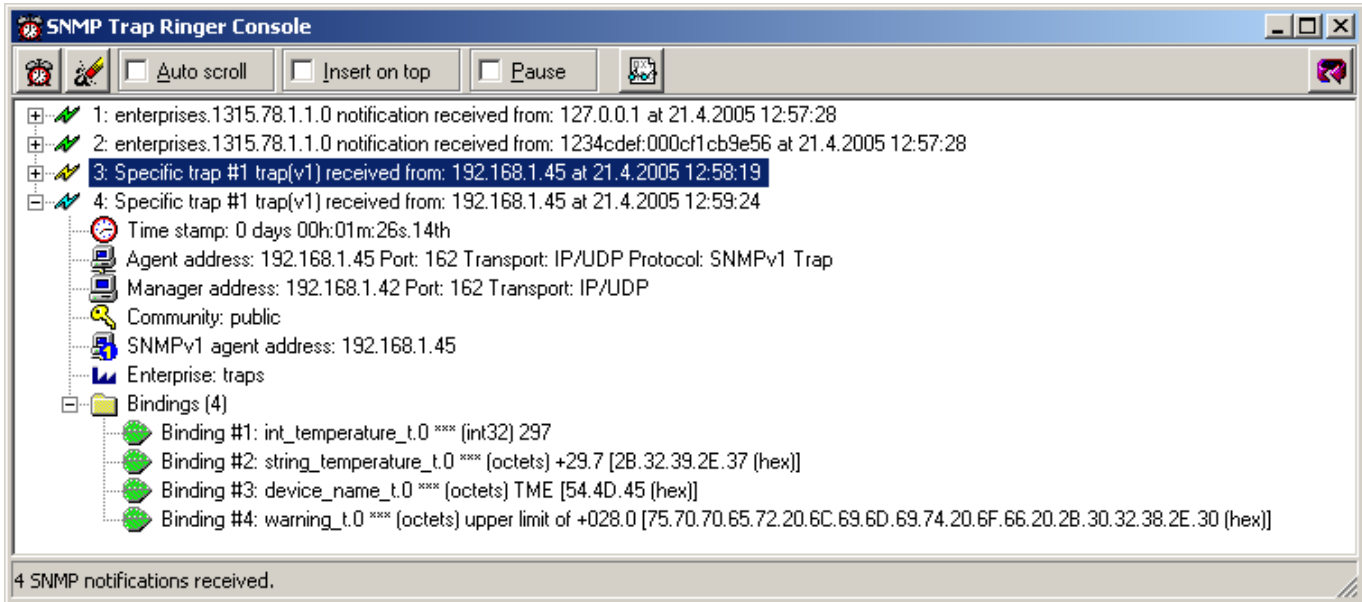 SNMP Trap Ringer Console
Auto scroll Insert on top Pause
1: enterprises.1315.78.1.1.0 notification received from: 127.0.0.1 at 21.4.2005 12:57:28
2: enterprises.1315.78.1.1.0 notification received from: 1234cdef:000cf1cb9e56 at 21.4.2005 12:57:28
3: Specific trap #1 trap(v1) received from: 192.168.1.45 at 21.4.2005 12:58:19
4: Specific trap #1 trap(v1) received from: 192.168.1.45 at 21.4.2005 12:59:24
Time stamp: 0 days 00h:01m:26s.14th
Agent address: 192.168.1.45 Port: 162 Transport: IP/UDP Protocol: SNMPv1 Trap
Manager address: 192.168.1.42 Port: 162 Transport: IP/UDP
Community: public
SNMPv1 agent address: 192.168.1.45
Enterprise: traps
Bindings (4)
Binding #1: int_temperature_t.0 *** (int32) 297
Binding #2: string_temperature_t.0 *** (octets) +29.7 [2B.32.39.2E.37 (hex)]
Binding #3: device_name_t.0 *** (octets) TME [54.4D.45 (hex)]
Binding #4: warning_t.0 *** (octets) upper limit of +028.0 [75.70.70.65.72.20.6C.69.6D.69.74.20.6F.66.20.2B.30.32.38.2E.30 (hex)]
4 SNMP notifications received.